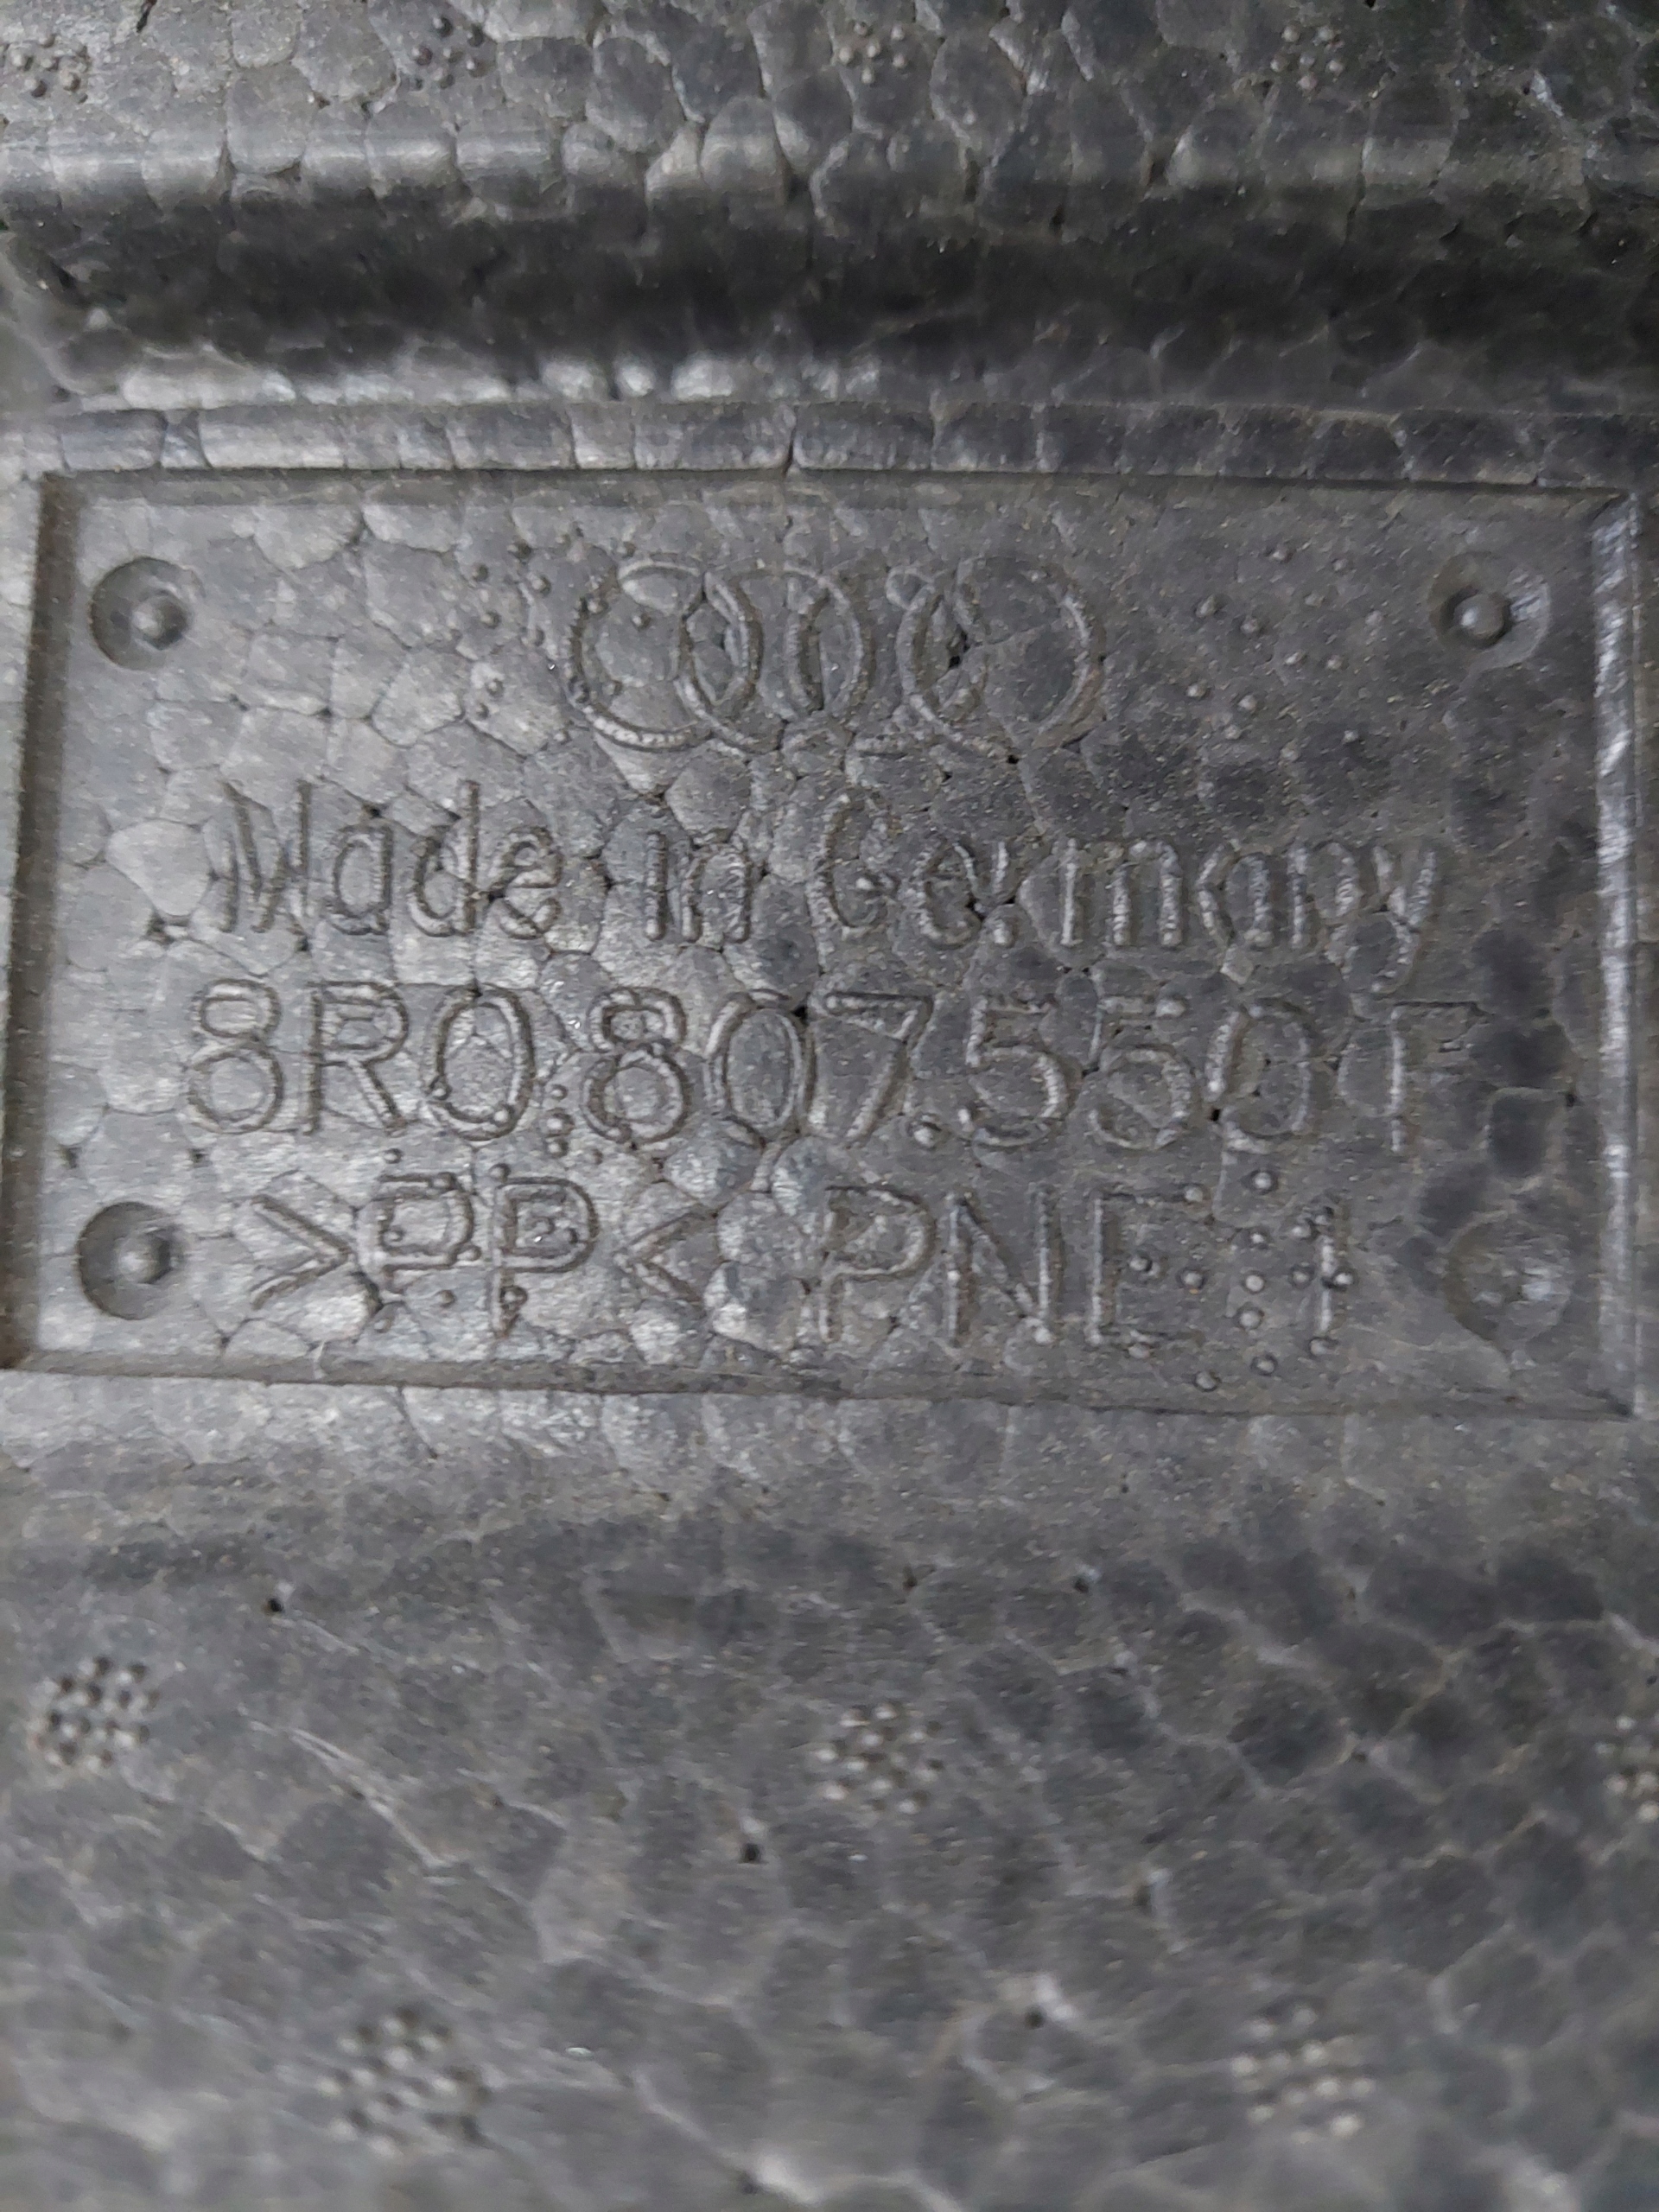 Made in Germany
8R0.807.550 F
>PP< PNE:1